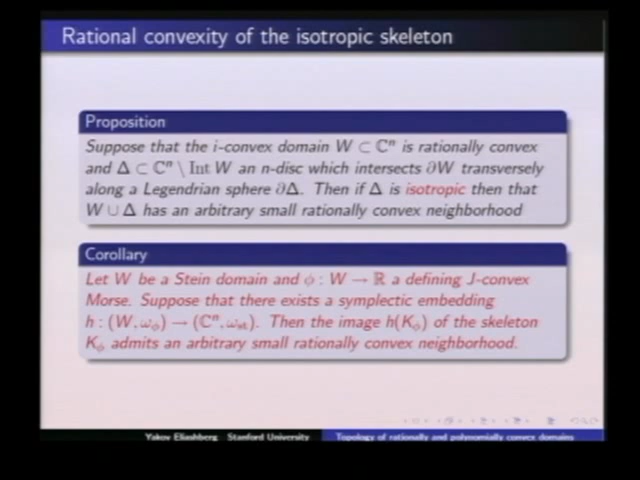 Rational convexity of the isotropic skeleton
Proposition
Suppose that the i-convex domain W ⊂ ℂⁿ is rationally convex
and Δ ⊂ ℂⁿ \ Int W an n-disc which intersects ∂W transversely
along a Legendrian sphere ∂Δ. Then if Δ is isotropic then that
W ∪ Δ has an arbitrary small rationally convex neighborhood
Corollary
Let W be a Stein domain and ϕ : W → ℝ a defining J-convex
Morse. Suppose that there exists a symplectic embedding
h : (W, ω_ϕ) → (ℂⁿ, ω_st). Then the image h(K_ϕ) of the skeleton
K_ϕ admits an arbitrary small rationally convex neighborhood.
Yakov Eliashberg Stanford University Topology of rationally and polynomially convex domains